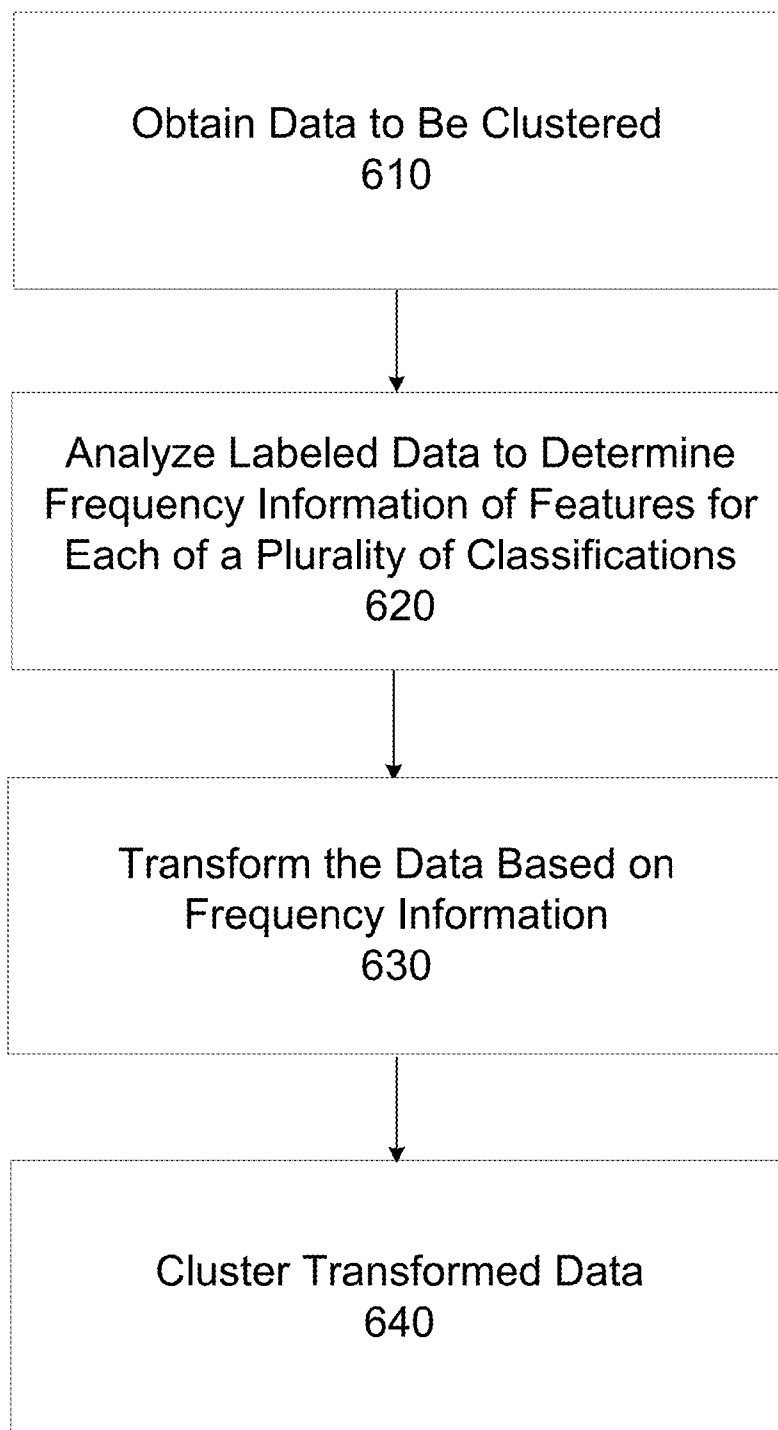 Obtain Data to Be Clustered
610
Analyze Labeled Data to Determine
Frequency Information of Features for
Each of a Plurality of Classifications
620
Transform the Data Based on
Frequency Information
630
Cluster Transformed Data
640